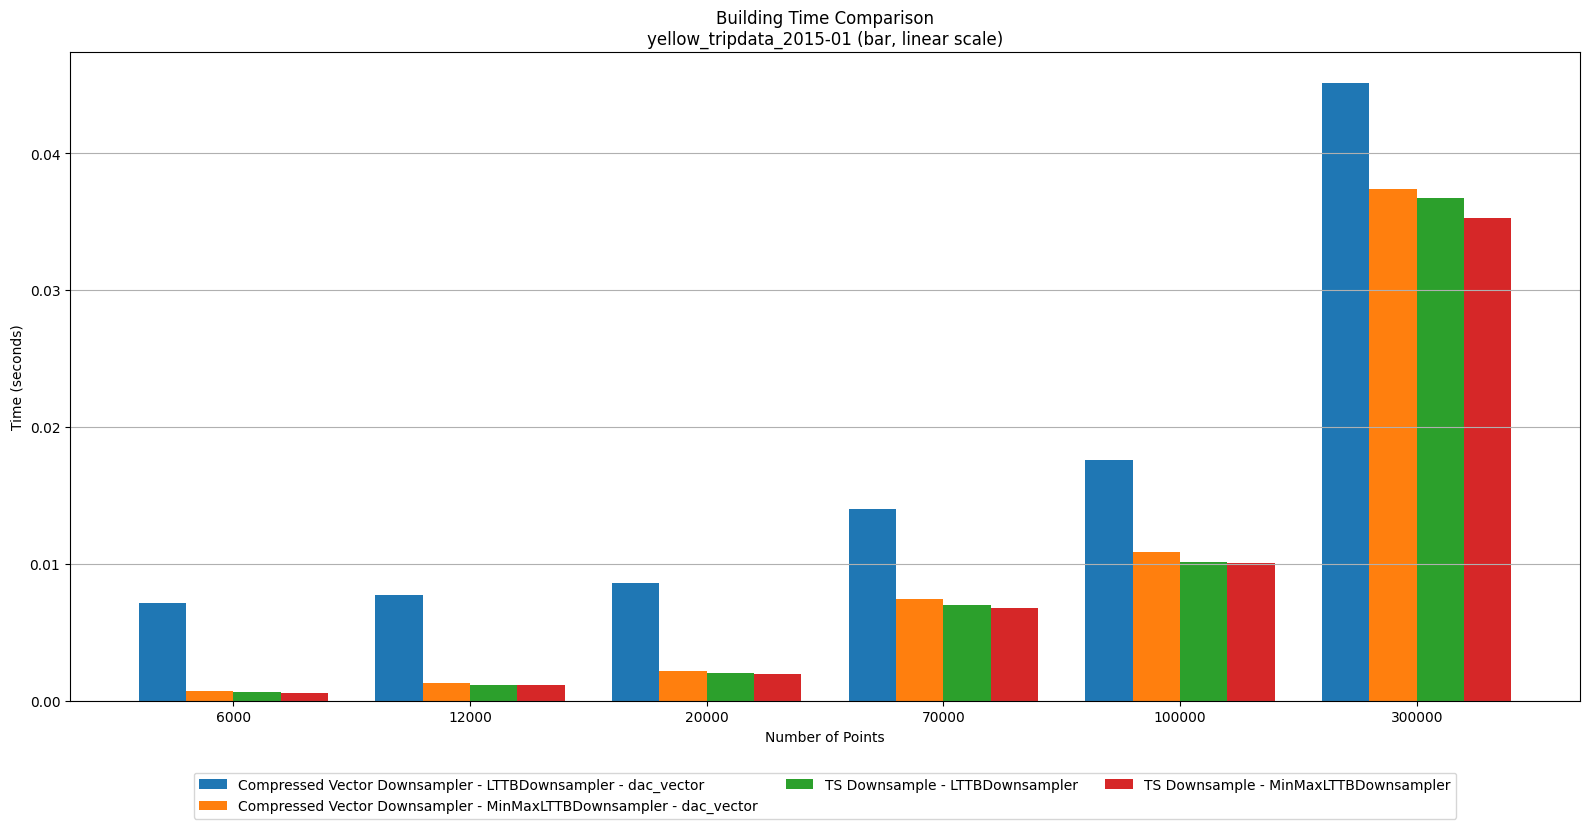 Building Time Comparison
yellow_tripdata_2015-01 (bar, linear scale)
Time (seconds)
0.04
0.03
0.02
0.01
0.00
6000 12000 20000 70000 100000 300000
Number of Points
Compressed Vector Downsampler - LTTBDownsampler - dac_vector
Compressed Vector Downsampler - MinMaxLTTBDownsampler - dac_vector
TS Downsample - LTTBDownsampler
TS Downsample - MinMaxLTTBDownsampler